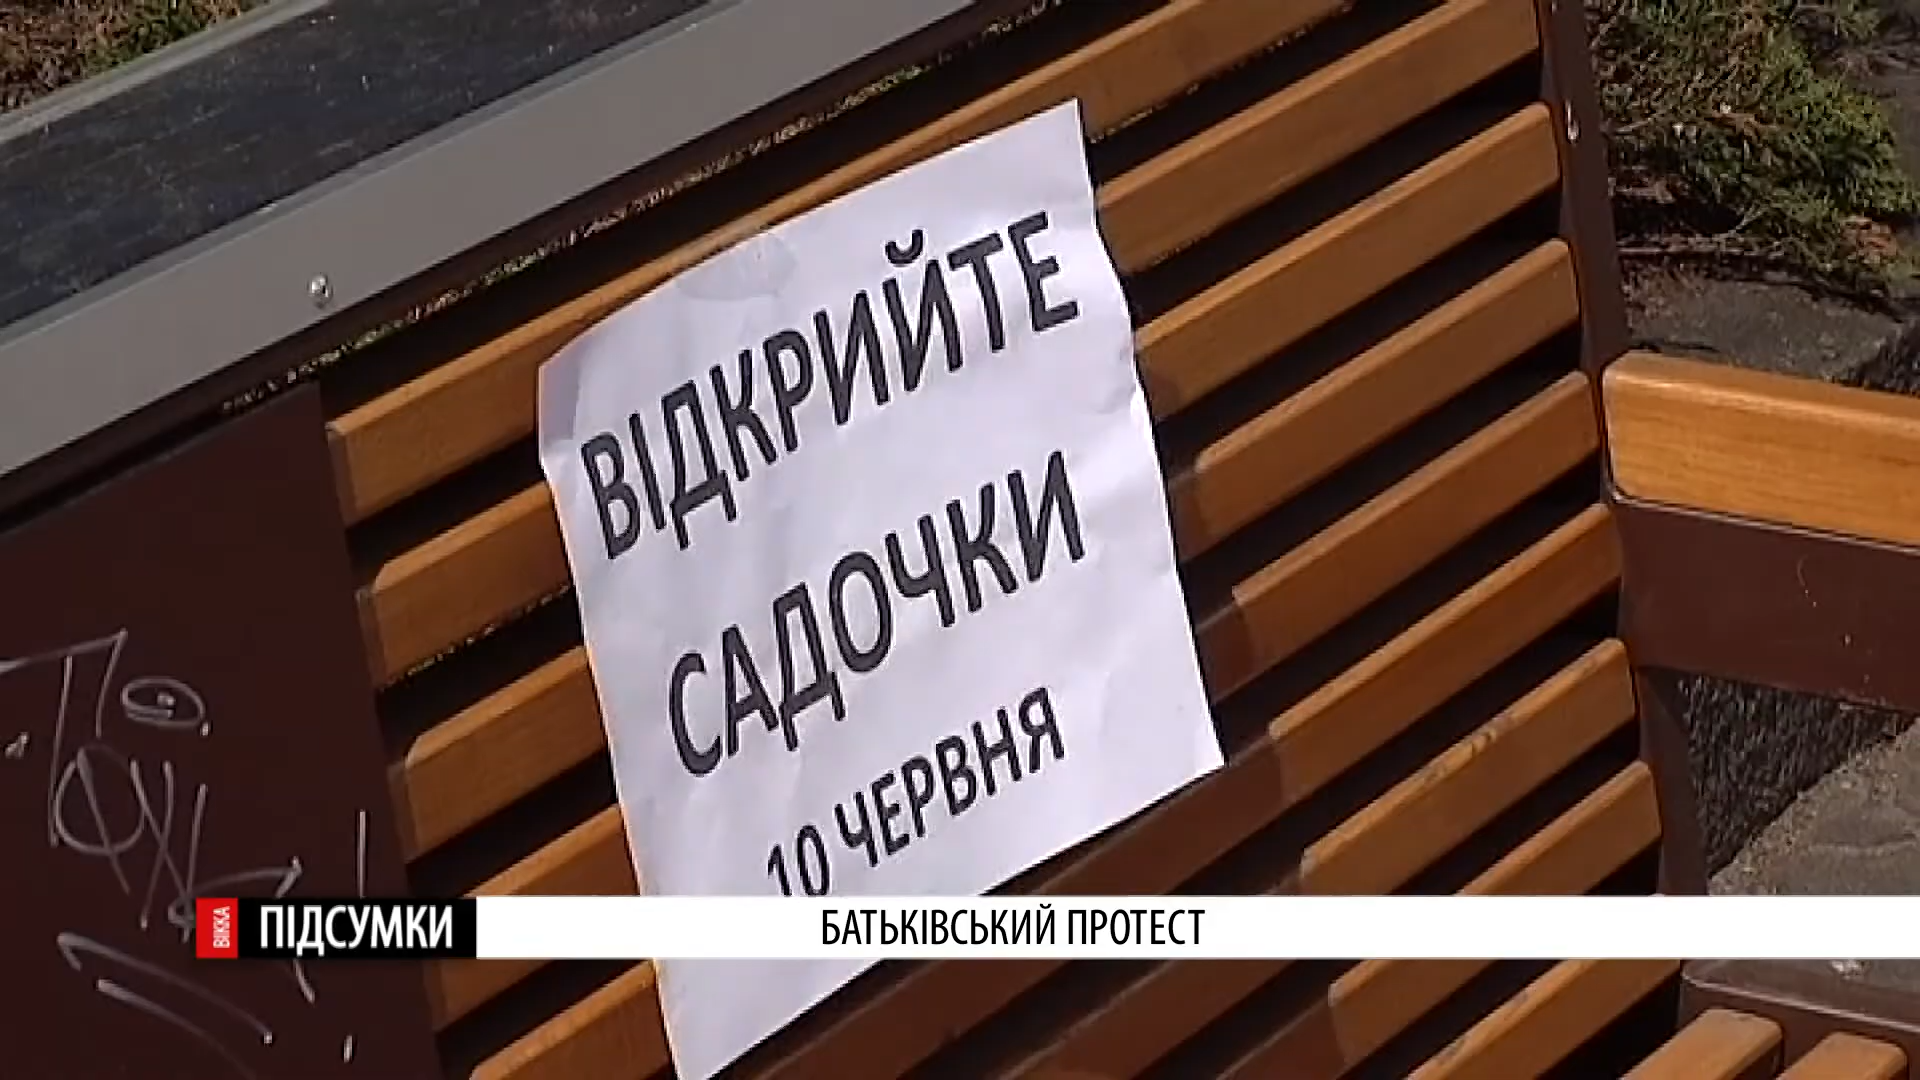 ВІДКРИЙТЕ
САДОЧКИ
10 ЧЕРВНЯ
ВІККА ПІДСУМКИ БАТЬКІВСЬКИЙ ПРОТЕСТ